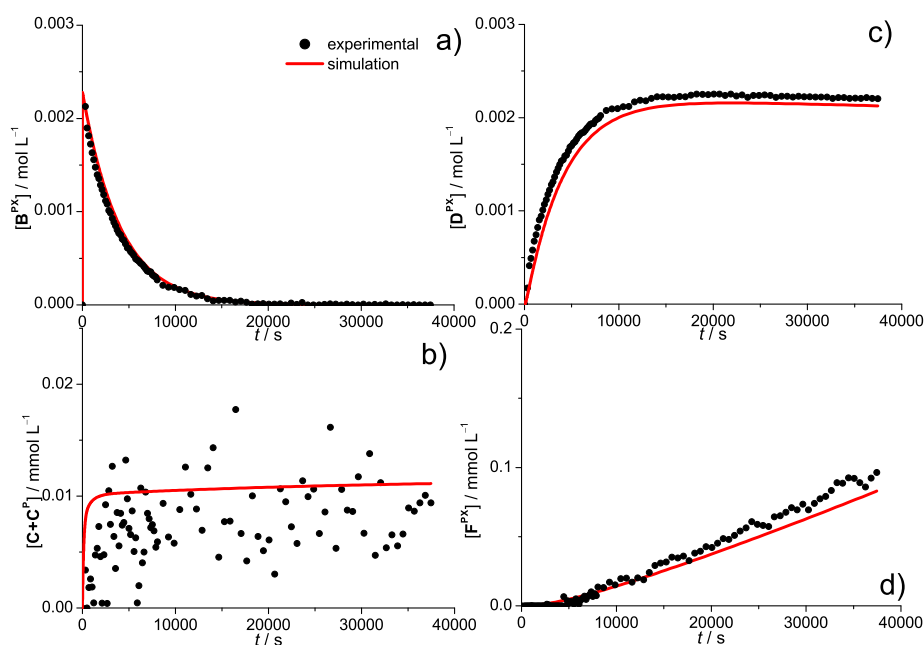 0.003
0.002
0.001
0.000
[B^PX] / mol L⁻¹
a)
experimental
simulation
0 10000 20000 30000 40000
t / s
0.003
0.002
0.001
0.000
[D^PX] / mol L⁻¹
c)
0 10000 20000 30000 40000
t / s
0.02
0.01
0.00
[C+C^P] / mmol L⁻¹
b)
0 10000 20000 30000 40000
t / s
0.2
0.1
0.0
[F^PX] / mmol L⁻¹
d)
0 10000 20000 30000 40000
t / s